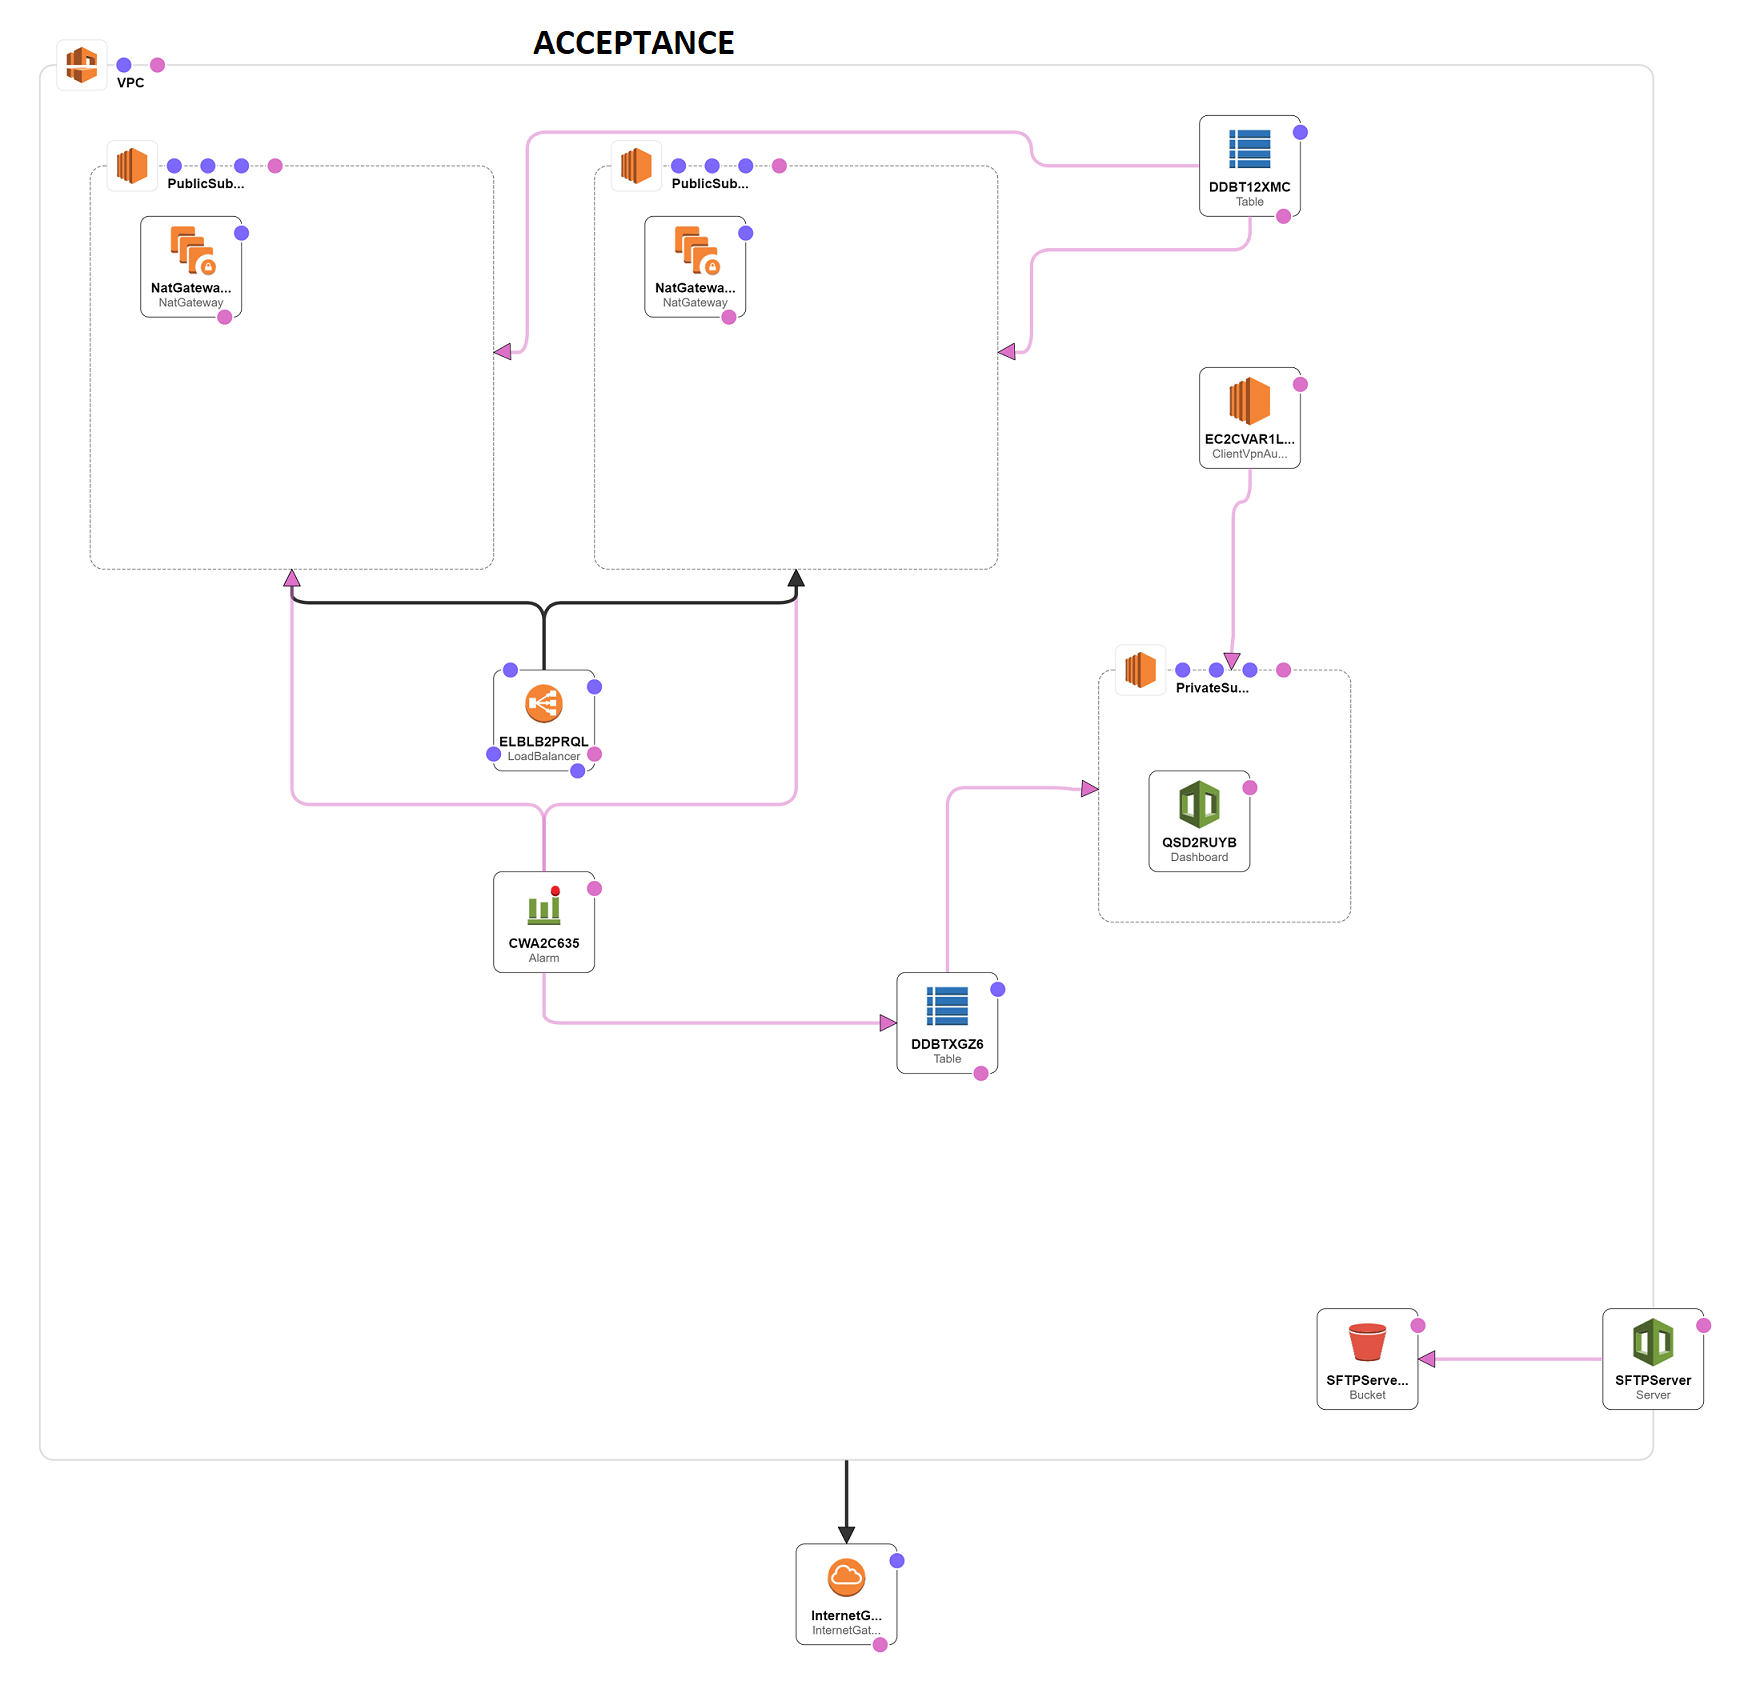 ACCEPTANCE
VPC
PublicSub...
PublicSub...
DDBT12XMC
Table
NatGatewa...
NatGateway
NatGatewa...
NatGateway
EC2CVAR1L...
ClientVpnAu...
PrivateSu...
ELBLB2PRQL
LoadBalancer
QSD2RUYB
Dashboard
CWA2C635
Alarm
DDBTXGZ6
Table
SFTPServe...
Bucket
SFTPServer
Server
InternetG...
InternetGat...